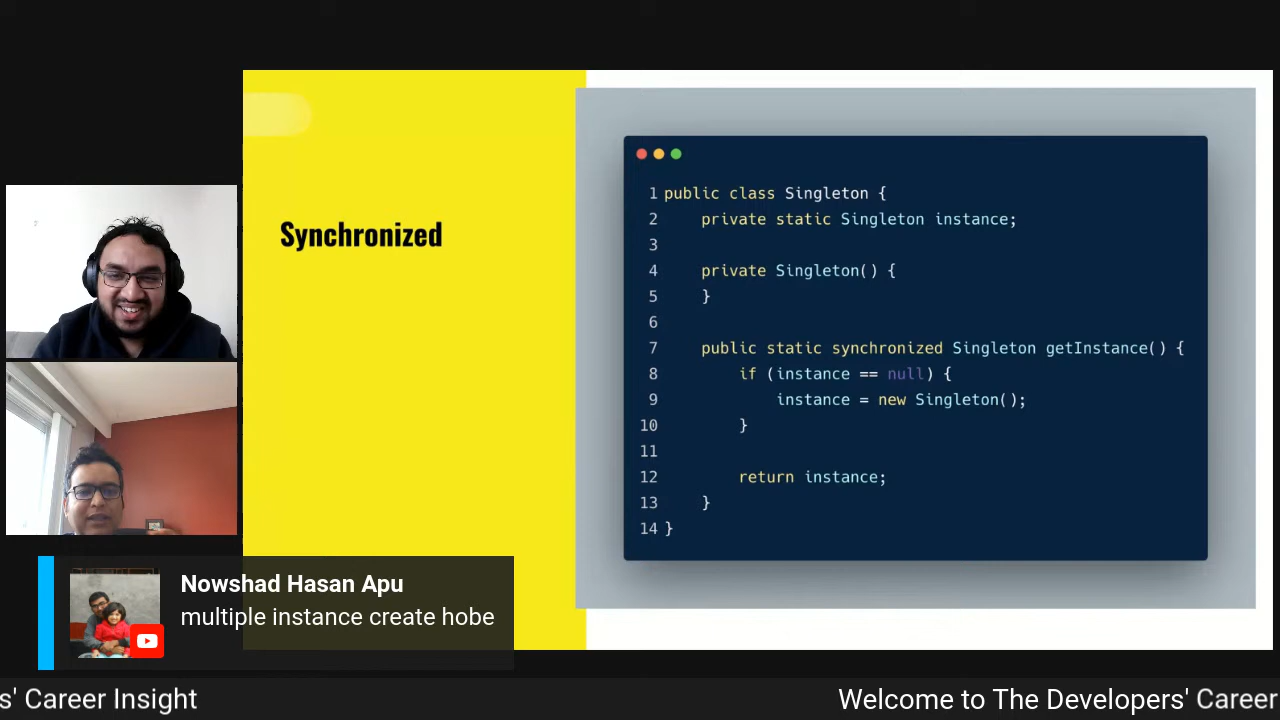 Synchronized
1 public class Singleton {
2     private static Singleton instance;
3
4     private Singleton() {
5     }
6
7     public static synchronized Singleton getInstance() {
8         if (instance == null) {
9             instance = new Singleton();
10         }
11
12         return instance;
13     }
14 }
Nowshad Hasan Apu
multiple instance create hobe
s' Career Insight
Welcome to The Developers' Career